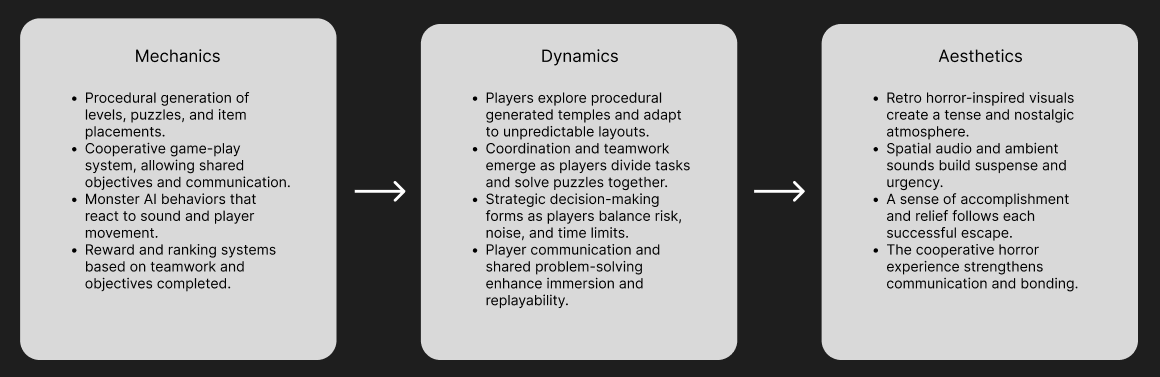 Mechanics
• Procedural generation of
levels, puzzles, and item
placements.
• Cooperative game-play
system, allowing shared
objectives and communication.
• Monster AI behaviors that
react to sound and player
movement.
• Reward and ranking systems
based on teamwork and
objectives completed.
Dynamics
• Players explore procedural
generated temples and adapt
to unpredictable layouts.
• Coordination and teamwork
emerge as players divide tasks
and solve puzzles together.
• Strategic decision-making
forms as players balance risk,
noise, and time limits.
• Player communication and
shared problem-solving
enhance immersion and
replayability.
Aesthetics
• Retro horror-inspired visuals
create a tense and nostalgic
atmosphere.
• Spatial audio and ambient
sounds build suspense and
urgency.
• A sense of accomplishment
and relief follows each
successful escape.
• The cooperative horror
experience strengthens
communication and bonding.